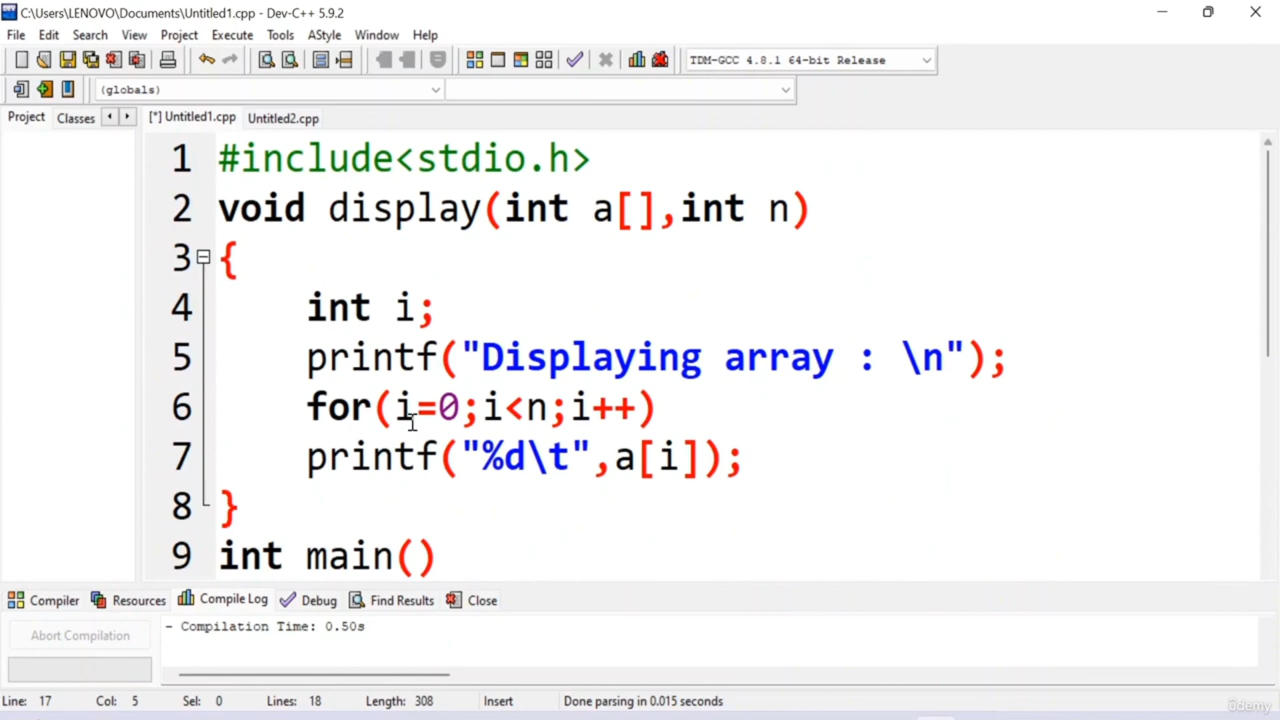 C:\Users\LENOVO\Documents\Untitled1.cpp - Dev-C++ 5.9.2
File Edit Search View Project Execute Tools AStyle Window Help
TDM-GCC 4.8.1 64-bit Release
(globals)
Project Classes [*] Untitled1.cpp Untitled2.cpp
1 #include<stdio.h>
2 void display(int a[],int n)
3 {
4 int i;
5 printf("Displaying array : \n");
6 for(i=0;i<n;i++)
7 printf("%d\t",a[i]);
8 }
9 int main()
Compiler Resources Compile Log Debug Find Results Close
Abort Compilation
- Compilation Time: 0.50s
Line: 17 Col: 5 Sel: 0 Lines: 18 Length: 308 Insert Done parsing in 0.015 seconds
ûdemy